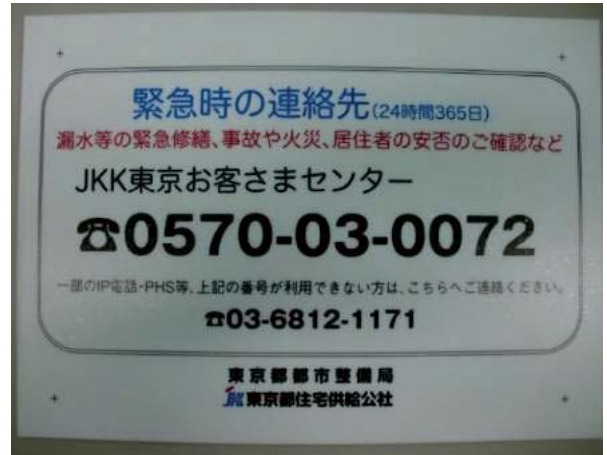 緊急時の連絡先(24時間365日)
漏水等の緊急修繕、事故や火災、居住者の安否のご確認など
JKK東京お客さまセンター
☎0570-03-0072
一部のIP電話・PHS等、上記の番号が利用できない方は、こちらへご連絡ください。
☎03-6812-1171
東京都都市整備局
JKK東京都住宅供給公社